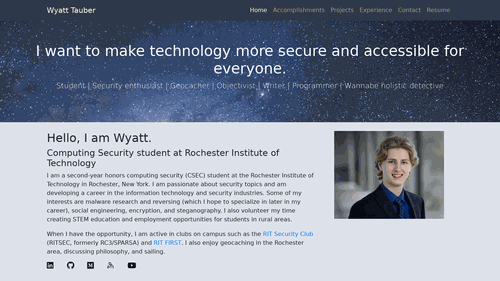 Wyatt Tauber
Home Accomplishments Projects Experience Contact Resume
I want to make technology more secure and accessible for
everyone.
Student | Security enthusiast | Geocacher | Objectivist | Writer | Programmer | Wannabe holistic detective
Hello, I am Wyatt.
Computing Security student at Rochester Institute of
Technology
I am a second-year honors computing security (CSEC) student at the Rochester Institute of
Technology in Rochester, New York. I am passionate about security topics and am
developing a career in the information technology and security industries. Some of my
interests are malware research and reversing (which I hope to specialize in later in my
career), social engineering, encryption, and steganography. I also volunteer my time
creating STEM education and employment opportunities for students in rural areas.
When I have the opportunity, I am active in clubs on campus such as the RIT Security Club
(RITSEC, formerly RC3/SPARSA) and RIT FIRST. I also enjoy geocaching in the Rochester
area, discussing philosophy, and sailing.